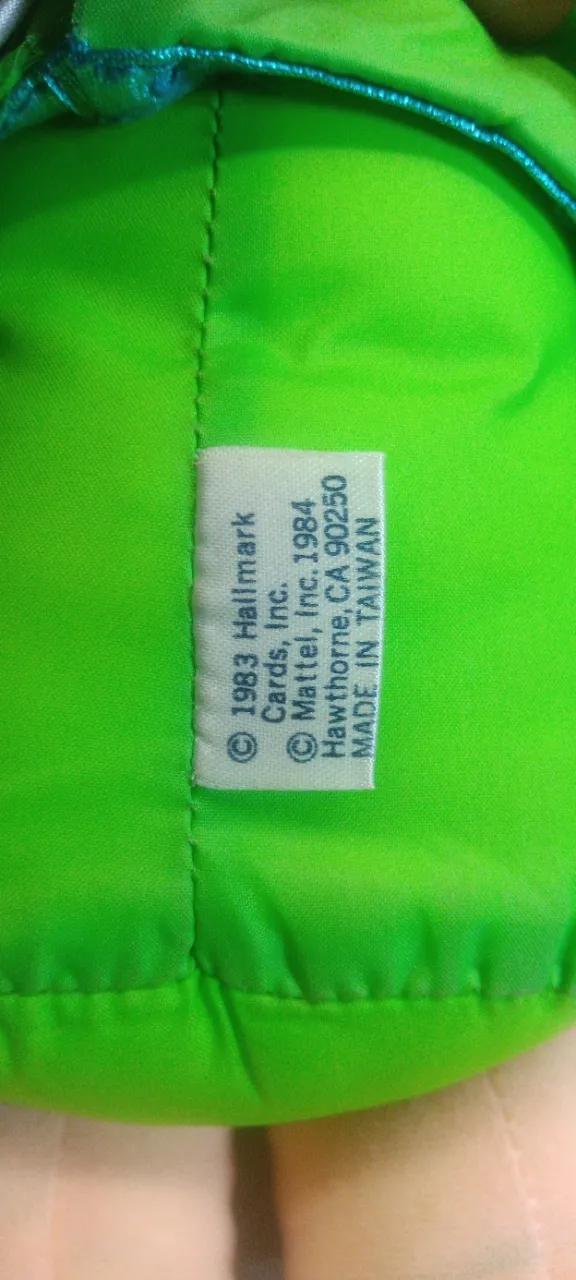 © 1983 Hallmark
Cards, Inc.
© Mattel, Inc. 1984
Hawthorne, CA 90250
MADE IN TAIWAN